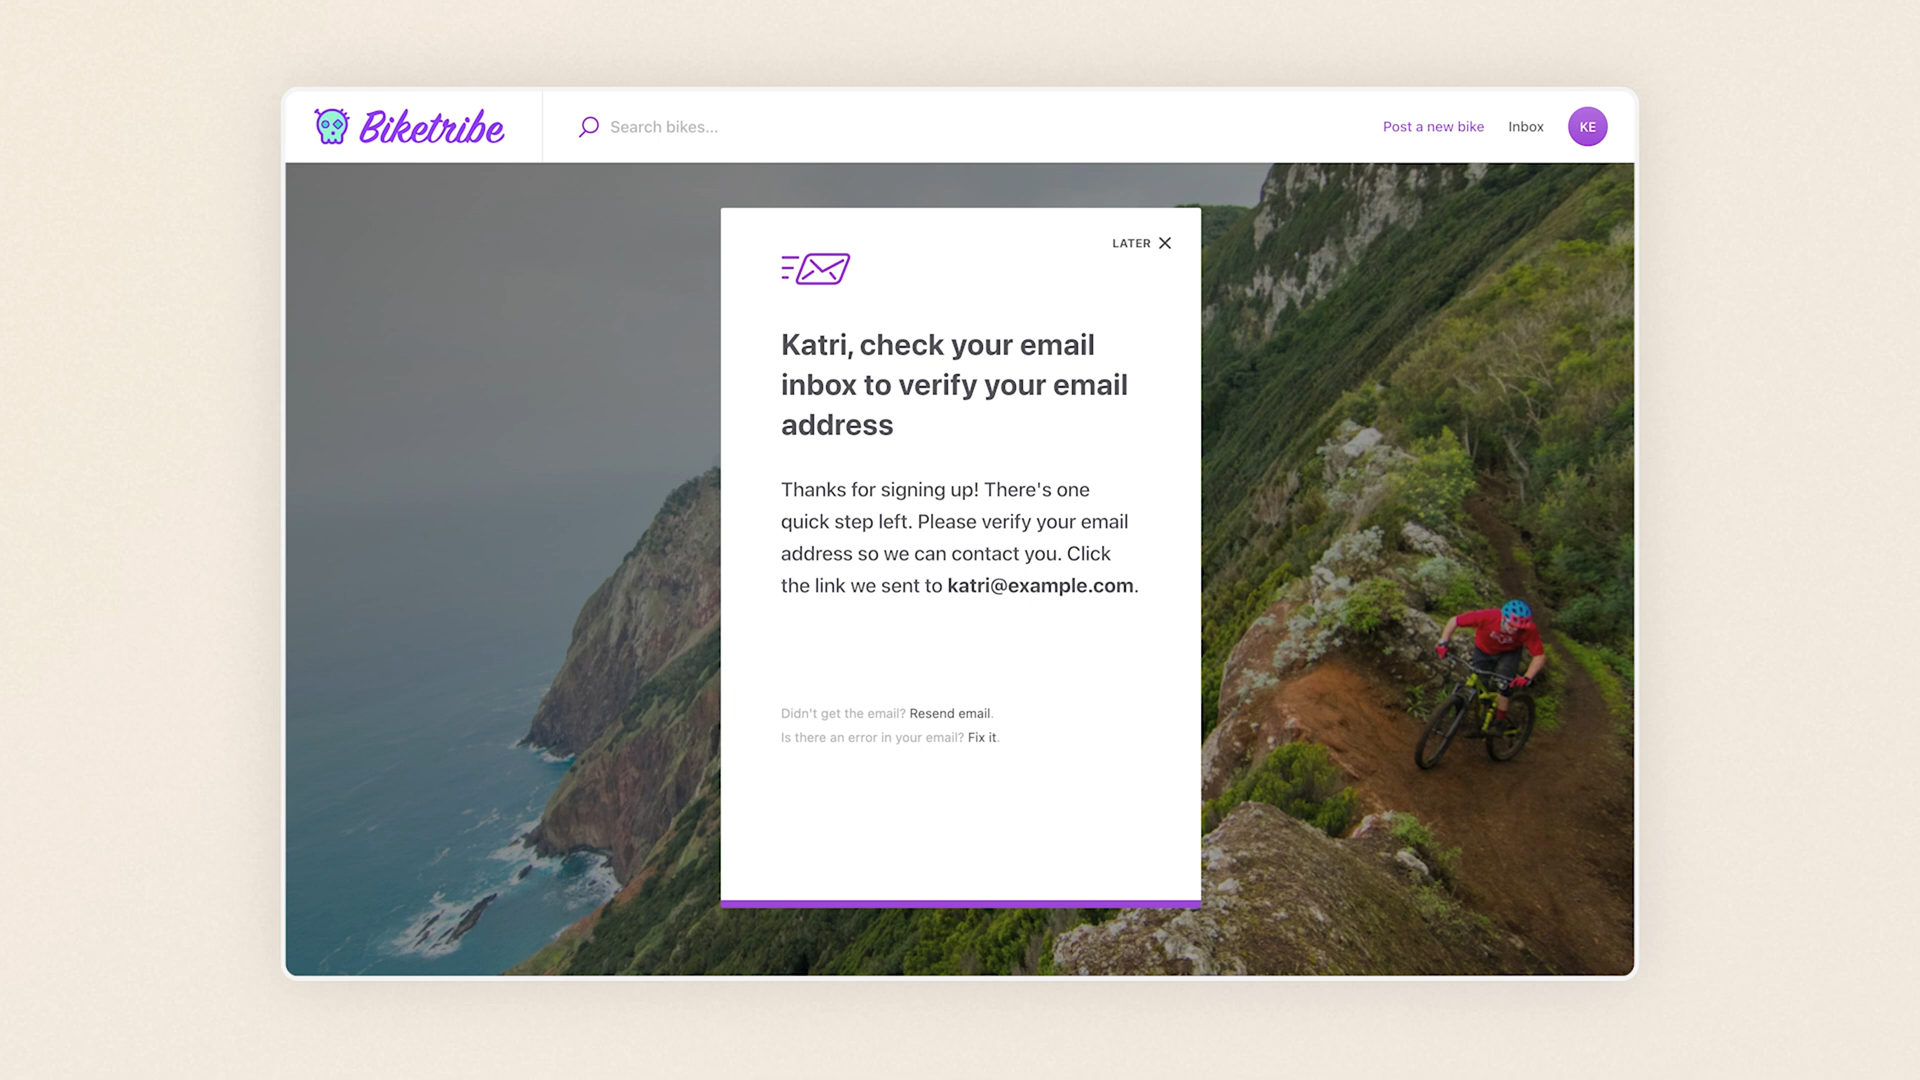 Biketribe
Search bikes...
Post a new bike
Inbox
KE
LATER
Katri, check your email
inbox to verify your email
address
Thanks for signing up! There's one
quick step left. Please verify your email
address so we can contact you. Click
the link we sent to katri@example.com.
Didn't get the email? Resend email.
Is there an error in your email? Fix it.